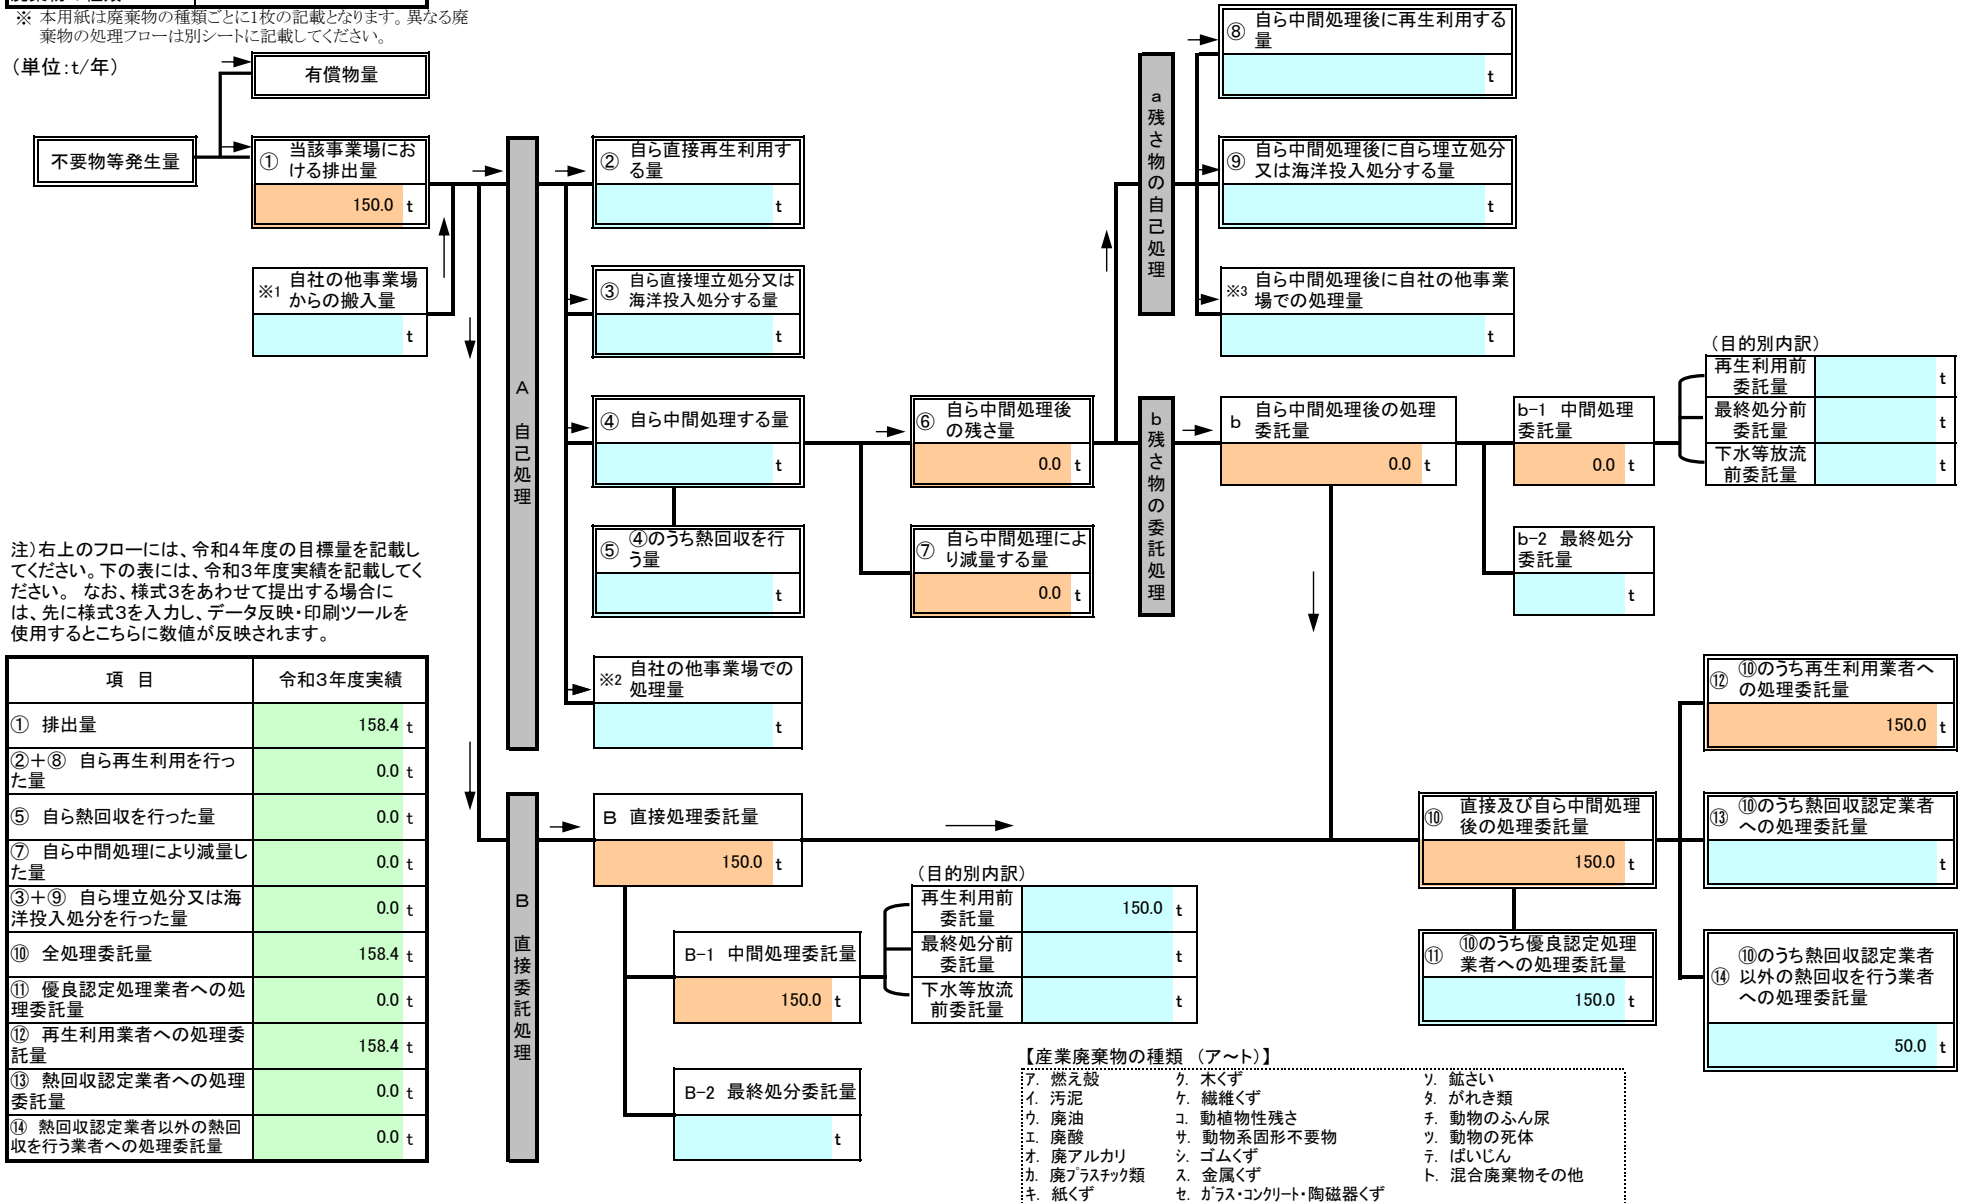 ※ 本用紙は廃棄物の種類ごとに1枚の記載となります。異なる廃
棄物の処理フローは別シートに記載してください。
(単位:t/年)
有償物量
不要物等発生量
① 当該事業場にお
ける排出量
150.0 t
※1 自社の他事業場
からの搬入量
t
A 自己処理
② 自ら直接再生利用す
る量
t
③ 自ら直接埋立処分又は
海洋投入処分する量
t
④ 自ら中間処理する量
t
⑤ ④のうち熱回収を行
う量
t
※2 自社の他事業場での
処理量
t
⑥ 自ら中間処理後
の残さ量
0.0 t
⑦ 自ら中間処理によ
り減量する量
0.0 t
a 残さ物の自己処理
⑧ 自ら中間処理後に再生利用する
量
t
⑨ 自ら中間処理後に自ら埋立処分
又は海洋投入処分する量
t
※3 自ら中間処理後に自社の他事業
場での処理量
t
b 残さ物の委託処理
b 自ら中間処理後の処理
委託量
0.0 t
b-1 中間処理
委託量
0.0 t
b-2 最終処分
委託量
t
(目的別内訳)
再生利用前
委託量
t
最終処分前
委託量
t
下水等放流
前委託量
t
注)右上のフローには、令和4年度の目標量を記載し
てください。下の表には、令和3年度実績を記載してく
ださい。 なお、様式3をあわせて提出する場合に
は、先に様式3を入力し、データ反映・印刷ツールを
使用するとこちらに数値が反映されます。
項 目 令和3年度実績
① 排出量 158.4 t
②+⑧ 自ら再生利用を行っ
た量 0.0 t
⑤ 自ら熱回収を行った量 0.0 t
⑦ 自ら中間処理により減量し
た量 0.0 t
③+⑨ 自ら埋立処分又は海
洋投入処分を行った量 0.0 t
⑩ 全処理委託量 158.4 t
⑪ 優良認定処理業者への処
理委託量 0.0 t
⑫ 再生利用業者への処理委
託量 158.4 t
⑬ 熱回収認定業者への処理
委託量 0.0 t
⑭ 熱回収認定業者以外の熱回
収を行う業者への処理委託量 0.0 t
B 直接委託処理
B 直接処理委託量
150.0 t
B-1 中間処理委託量
150.0 t
B-2 最終処分委託量
t
(目的別内訳)
再生利用前
委託量
150.0 t
最終処分前
委託量
t
下水等放流
前委託量
t
⑩ 直接及び自ら中間処理
後の処理委託量
150.0 t
⑪ ⑩のうち優良認定処理
業者への処理委託量
150.0 t
⑫ ⑩のうち再生利用業者へ
の処理委託量
150.0 t
⑬ ⑩のうち熱回収認定業者
への処理委託量
t
⑭ ⑩のうち熱回収認定業者
以外の熱回収を行う業者
への処理委託量
50.0 t
【産業廃棄物の種類 (ア~ト)】
ア. 燃え殻 ク. 木くず ソ. 鉱さい
イ. 汚泥 ケ. 繊維くず タ. がれき類
ウ. 廃油 コ. 動植物性残さ チ. 動物のふん尿
エ. 廃酸 サ. 動物系固形不要物 ツ. 動物の死体
オ. 廃アルカリ シ. ゴムくず テ. ばいじん
カ. 廃プラスチック類 ス. 金属くず ト. 混合廃棄物その他
キ. 紙くず セ. ガラス・コンクリート・陶磁器くず